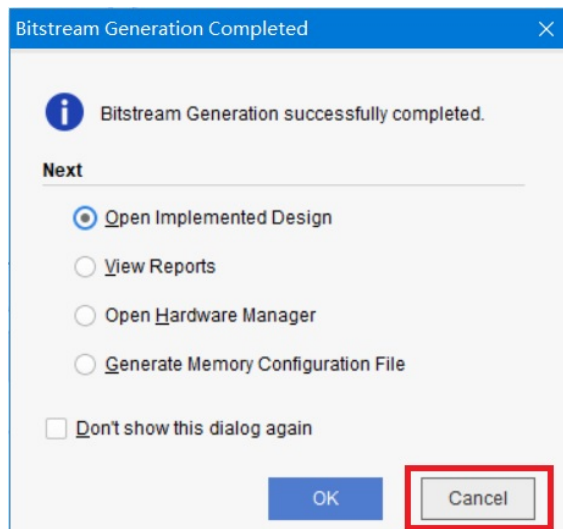 Bitstream Generation Completed
Bitstream Generation successfully completed.
Next
Open Implemented Design
View Reports
Open Hardware Manager
Generate Memory Configuration File
Don't show this dialog again
OK
Cancel